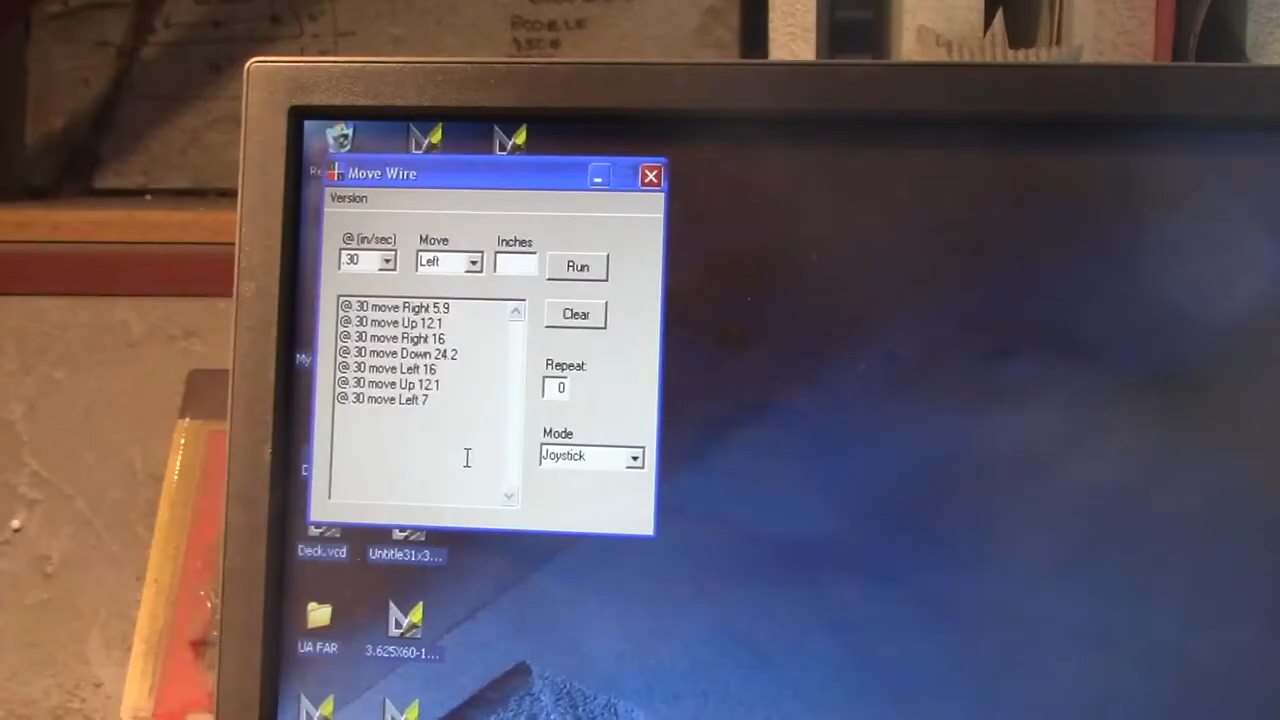 Move Wire
Version
@ (in/sec) Move Inches
.30 Left Run
@.30 move Right 5.9
@.30 move Up 12.1
@.30 move Right 16
@.30 move Down 24.2
@.30 move Left 16
@.30 move Up 12.1
@.30 move Left 7
Clear
Repeat:
0
Mode
Joystick
My
Deck.vcd Untitle31x3...
UA FAR 3.625X60-1...